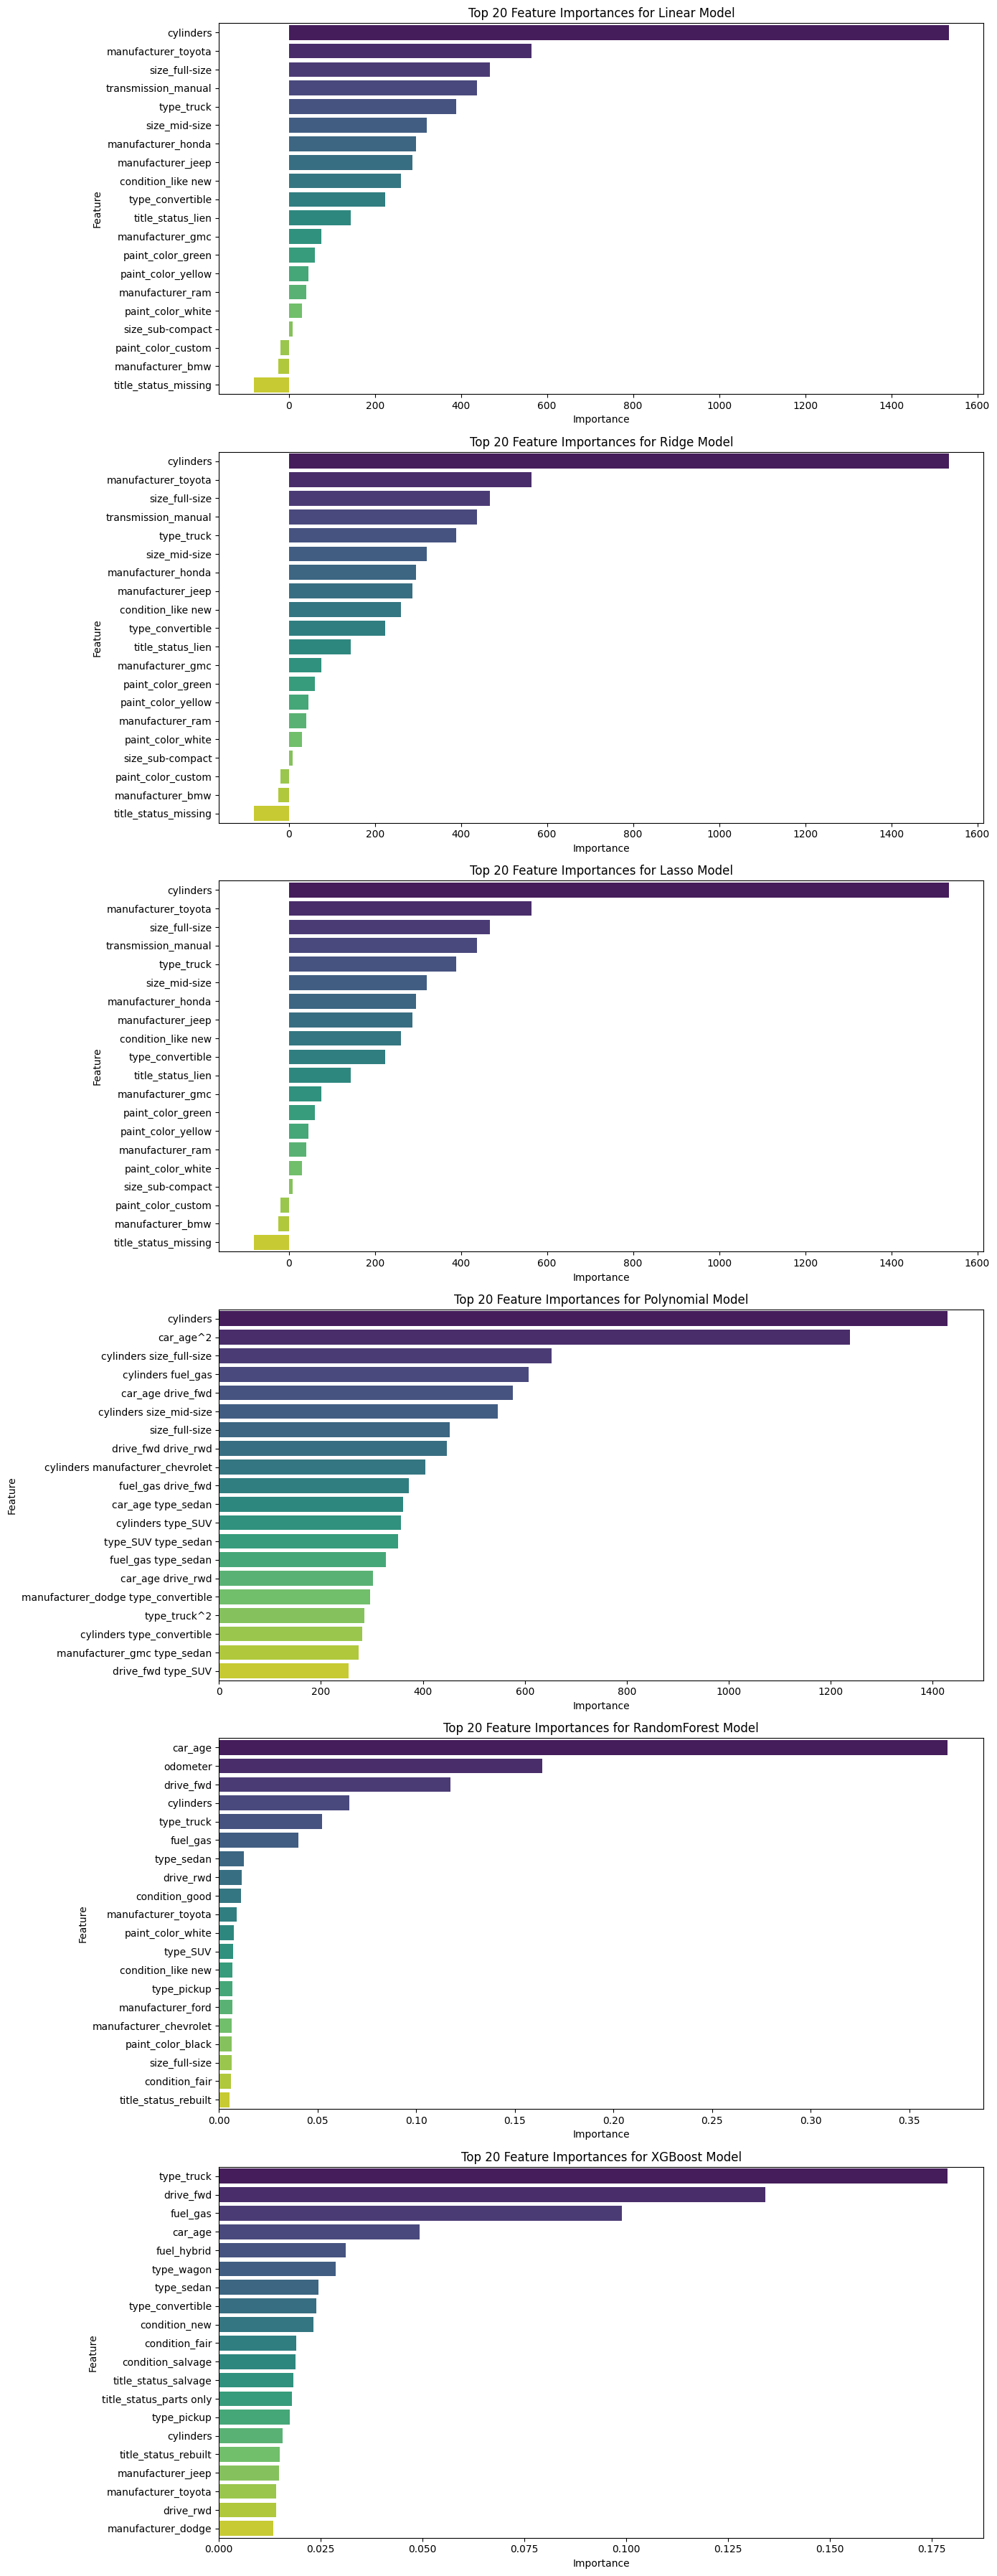 Top 20 Feature Importances for Linear Model
cylinders
manufacturer_toyota
size_full-size
transmission_manual
type_truck
size_mid-size
manufacturer_honda
manufacturer_jeep
condition_like new
type_convertible
title_status_lien
manufacturer_gmc
paint_color_green
paint_color_yellow
manufacturer_ram
paint_color_white
size_sub-compact
paint_color_custom
manufacturer_bmw
title_status_missing
Feature
0 200 400 600 800 1000 1200 1400 1600
Importance
Top 20 Feature Importances for Ridge Model
cylinders
manufacturer_toyota
size_full-size
transmission_manual
type_truck
size_mid-size
manufacturer_honda
manufacturer_jeep
condition_like new
type_convertible
title_status_lien
manufacturer_gmc
paint_color_green
paint_color_yellow
manufacturer_ram
paint_color_white
size_sub-compact
paint_color_custom
manufacturer_bmw
title_status_missing
Feature
0 200 400 600 800 1000 1200 1400 1600
Importance
Top 20 Feature Importances for Lasso Model
cylinders
manufacturer_toyota
size_full-size
transmission_manual
type_truck
size_mid-size
manufacturer_honda
manufacturer_jeep
condition_like new
type_convertible
title_status_lien
manufacturer_gmc
paint_color_green
paint_color_yellow
manufacturer_ram
paint_color_white
size_sub-compact
paint_color_custom
manufacturer_bmw
title_status_missing
Feature
0 200 400 600 800 1000 1200 1400 1600
Importance
Top 20 Feature Importances for Polynomial Model
cylinders
car_age^2
cylinders size_full-size
cylinders fuel_gas
car_age drive_fwd
cylinders size_mid-size
size_full-size
drive_fwd drive_rwd
cylinders manufacturer_chevrolet
fuel_gas drive_fwd
car_age type_sedan
cylinders type_SUV
type_SUV type_sedan
fuel_gas type_sedan
car_age drive_rwd
manufacturer_dodge type_convertible
type_truck^2
cylinders type_convertible
manufacturer_gmc type_sedan
drive_fwd type_SUV
Feature
0 200 400 600 800 1000 1200 1400
Importance
Top 20 Feature Importances for RandomForest Model
car_age
odometer
drive_fwd
cylinders
type_truck
fuel_gas
type_sedan
drive_rwd
condition_good
manufacturer_toyota
paint_color_white
type_SUV
condition_like new
type_pickup
manufacturer_ford
manufacturer_chevrolet
paint_color_black
size_full-size
condition_fair
title_status_rebuilt
Feature
0.00 0.05 0.10 0.15 0.20 0.25 0.30 0.35
Importance
Top 20 Feature Importances for XGBoost Model
type_truck
drive_fwd
fuel_gas
car_age
fuel_hybrid
type_wagon
type_sedan
type_convertible
condition_new
condition_fair
condition_salvage
title_status_salvage
title_status_parts only
type_pickup
cylinders
title_status_rebuilt
manufacturer_jeep
manufacturer_toyota
drive_rwd
manufacturer_dodge
Feature
0.000 0.025 0.050 0.075 0.100 0.125 0.150 0.175
Importance